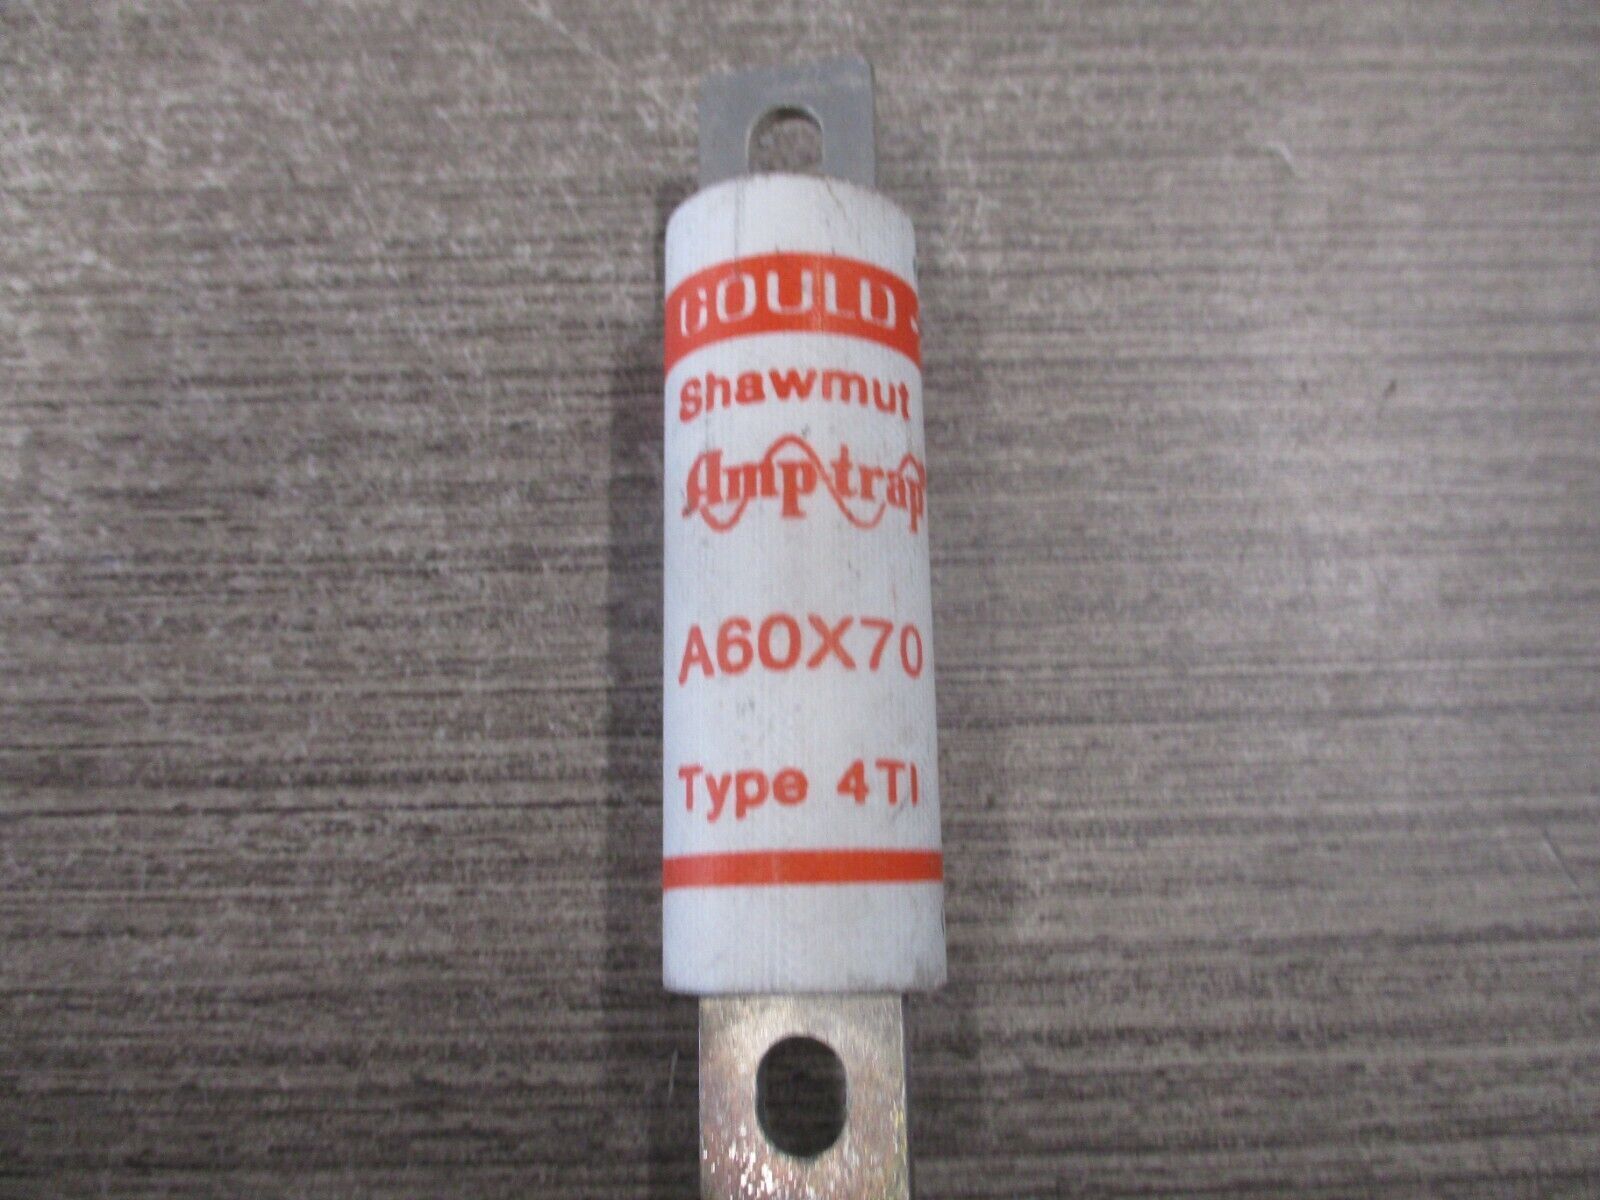 GOULD
Shawmut
Amp-trap
A60X70
Type 4TI